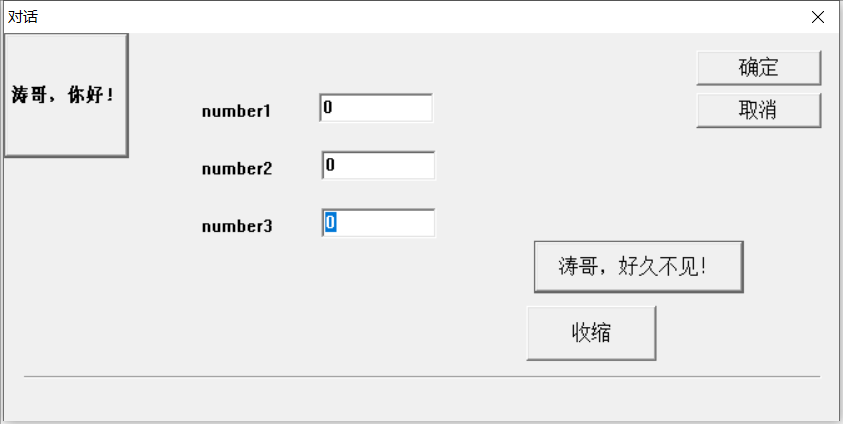 对话
涛哥，你好！
number1
0
number2
0
number3
0
确定
取消
涛哥，好久不见！
收缩